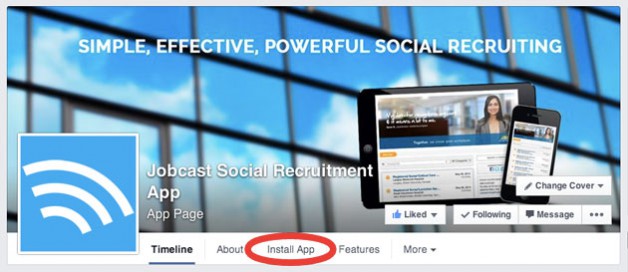 SIMPLE, EFFECTIVE, POWERFUL SOCIAL RECRUITING
Jobcast Social Recruitment
App
App Page
Change Cover
Liked
Following
Message
Timeline
About
Install App
Features
More